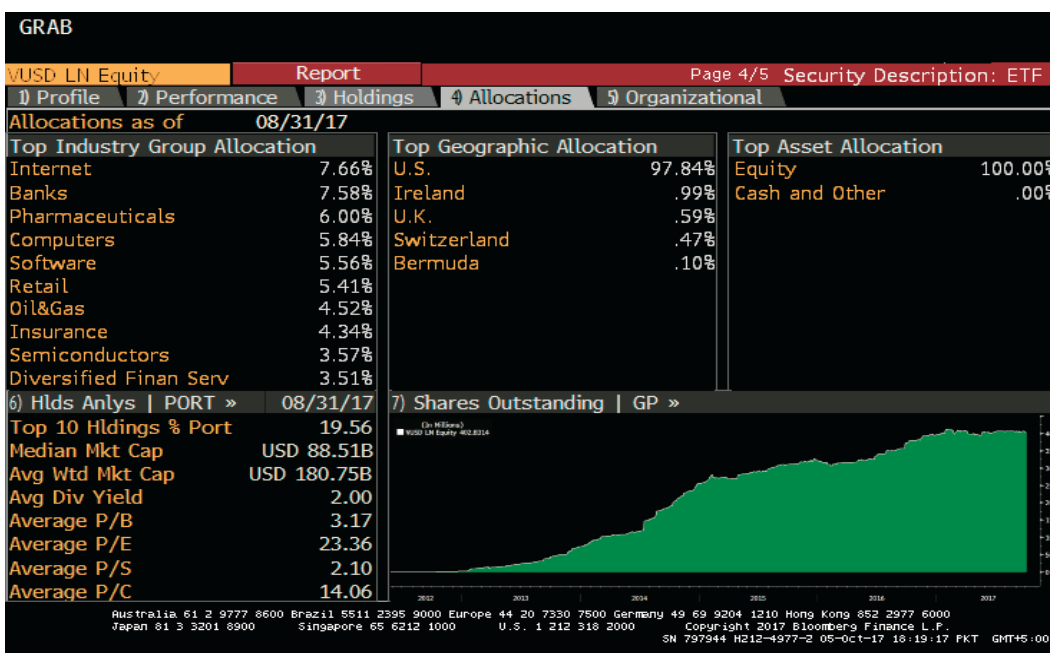 GRAB
VUSD LN Equity Report Page 4/5 Security Description: ETF
1) Profile 2) Performance 3) Holdings 4) Allocations 5) Organizational
Allocations as of 08/31/17
Top Industry Group Allocation
Internet 7.66%
Banks 7.58%
Pharmaceuticals 6.00%
Computers 5.84%
Software 5.56%
Retail 5.41%
Oil&Gas 4.52%
Insurance 4.34%
Semiconductors 3.57%
Diversified Finan Serv 3.51%
Top Geographic Allocation
U.S. 97.84%
Ireland .99%
U.K. .59%
Switzerland .47%
Bermuda .10%
Top Asset Allocation
Equity 100.00%
Cash and Other .00%
6) Hlds Anlys | PORT » 08/31/17
Top 10 Hldings % Port 19.56
Median Mkt Cap USD 88.51B
Avg Wtd Mkt Cap USD 180.75B
Avg Div Yield 2.00
Average P/B 3.17
Average P/E 23.36
Average P/S 2.10
Average P/C 14.06
7) Shares Outstanding | GP »
(In Millions)
VUSD LN Equity 402.8314
2012 2013 2014 2015 2016 2017
Australia 61 2 9777 8600 Brazil 5511 2395 9000 Europe 44 20 7330 7500 Germany 49 69 9204 1210 Hong Kong 852 2977 6000
Japan 81 3 3201 8900 Singapore 65 6212 1000 U.S. 1 212 318 2000 Copyright 2017 Bloomberg Finance L.P.
SN 797944 H212-4977-2 05-Oct-17 18:19:17 PKT GMT+5:00